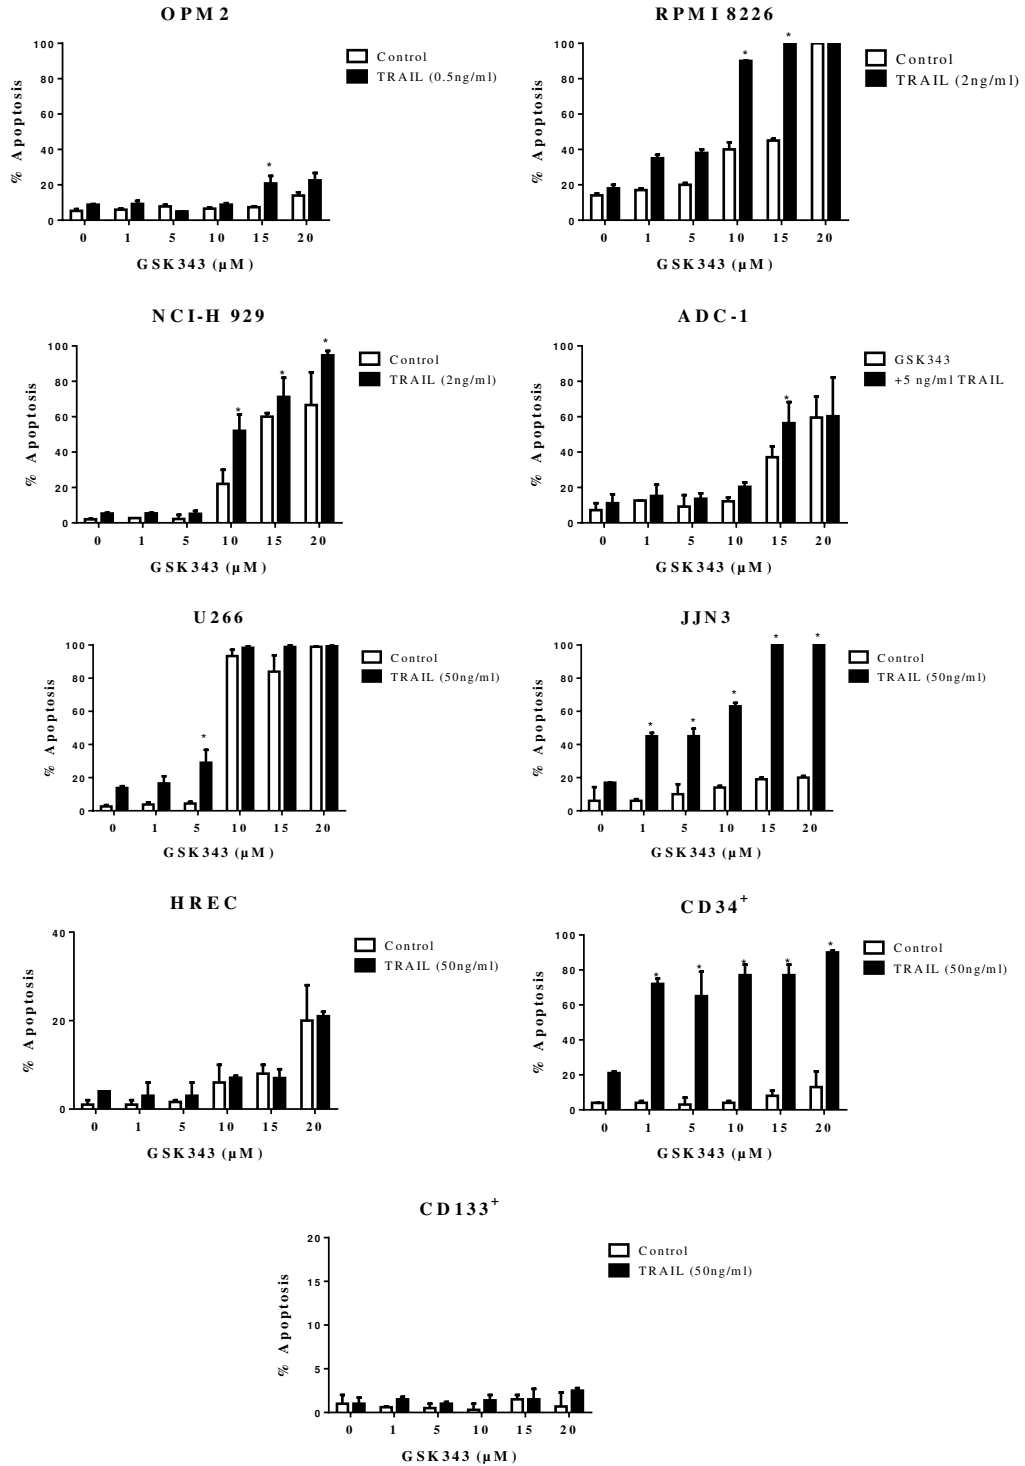 OPM2
% Apoptosis
100
80
60
40
20
0
0 1 5 10 15 20
GSK343 (µM)
Control
TRAIL (0.5ng/ml)
*
RPMI 8226
% Apoptosis
100
80
60
40
20
0
0 1 5 10 15 20
GSK343 (µM)
Control
TRAIL (2ng/ml)
* *
NCI-H 929
% Apoptosis
100
80
60
40
20
0
0 1 5 10 15 20
GSK343 (µM)
Control
TRAIL (2ng/ml)
* * *
ADC-1
% Apoptosis
100
80
60
40
20
0
0 1 5 10 15 20
GSK343 (µM)
GSK343
+5 ng/ml TRAIL
*
U266
% Apoptosis
100
80
60
40
20
0
0 1 5 10 15 20
GSK343 (µM)
Control
TRAIL (50ng/ml)
*
JJN3
% Apoptosis
100
80
60
40
20
0
0 1 5 10 15 20
GSK343 (µM)
Control
TRAIL (50ng/ml)
* * * * *
HREC
% Apoptosis
40
20
0
0 1 5 10 15 20
GSK343 (µM)
Control
TRAIL (50ng/ml)
CD34+
% Apoptosis
100
80
60
40
20
0
0 1 5 10 15 20
GSK343 (µM)
Control
TRAIL (50ng/ml)
* * * * *
CD133+
% Apoptosis
20
15
10
5
0
0 1 5 10 15 20
GSK343 (µM)
Control
TRAIL (50ng/ml)